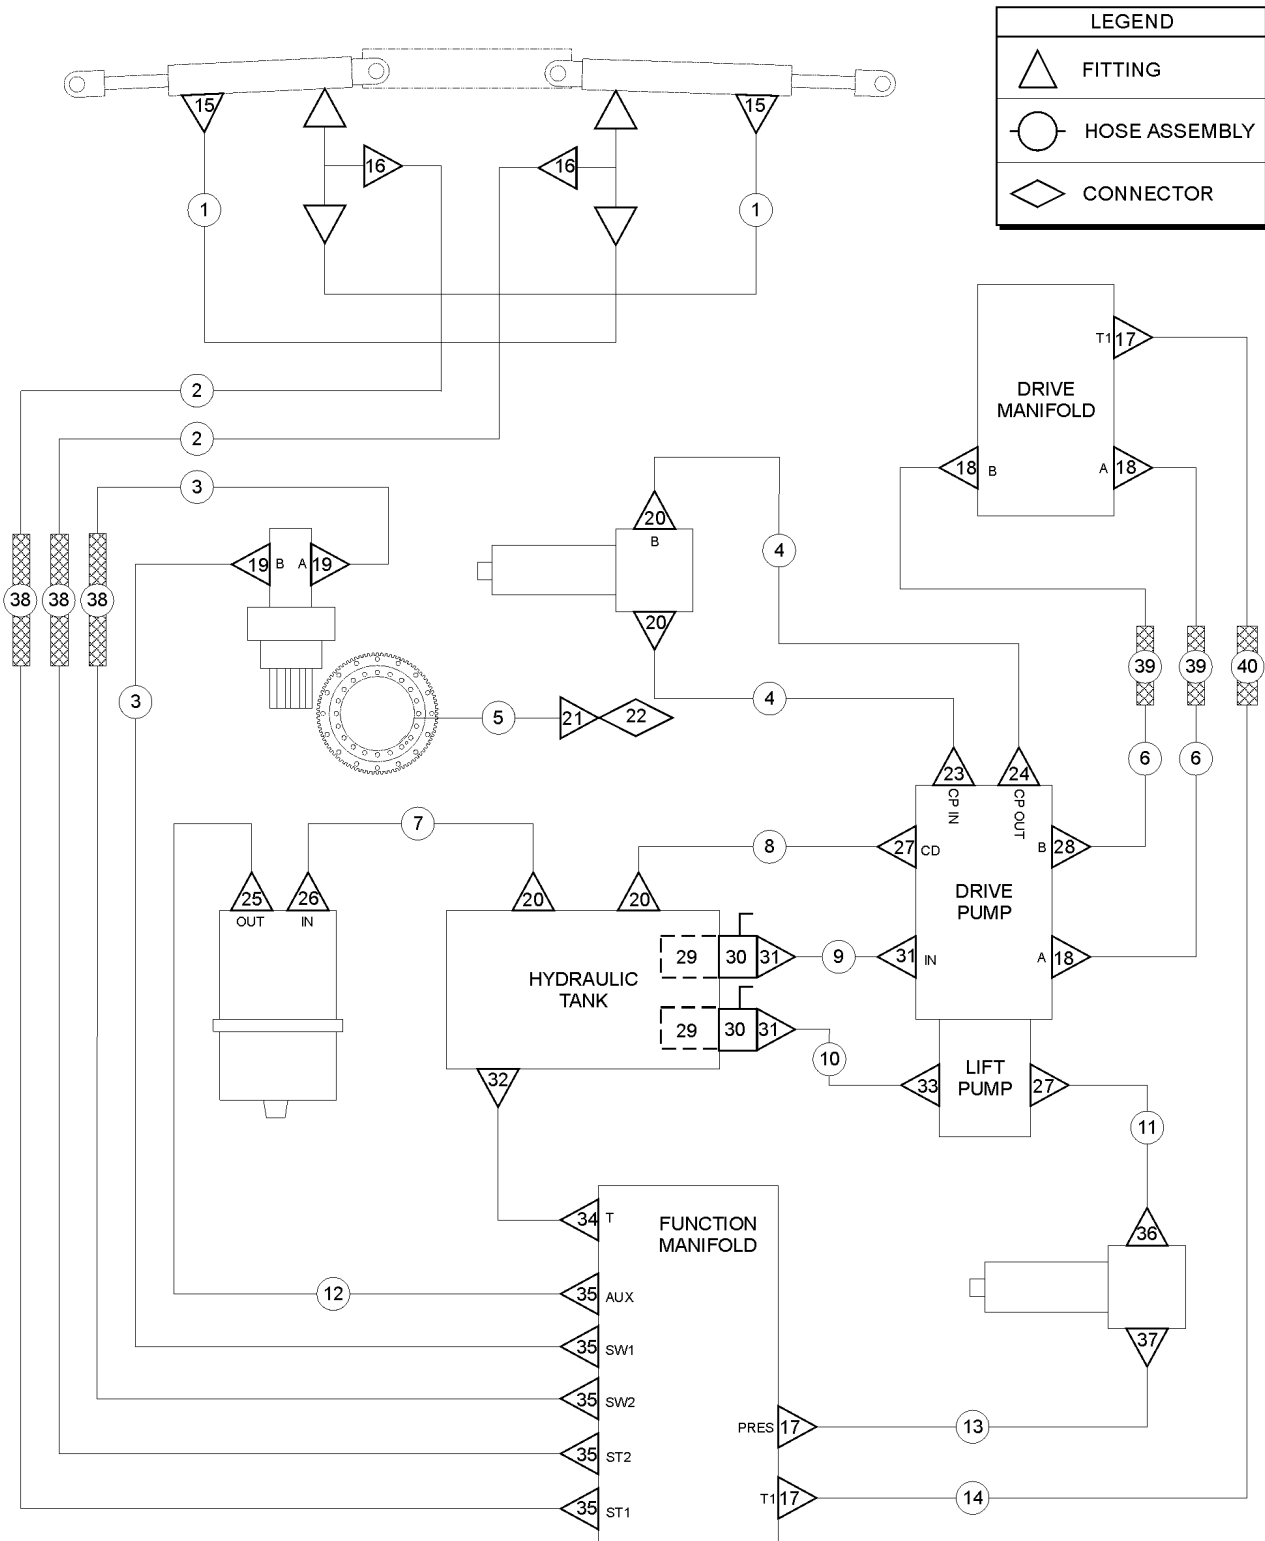 LEGEND
FITTING
HOSE ASSEMBLY
CONNECTOR
15
15
16
16
1
1
T1 17
DRIVE
MANIFOLD
2
2
18 B
A 18
3
20
B
4
19 B
A 19
38
38
38
20
39
39
40
3
4
5
21
22
6
6
23
24
CP IN
CP OUT
7
8
27 CD
B 28
25
26
20
20
OUT
IN
DRIVE
PUMP
29
30
31
9
31 IN
A 18
HYDRAULIC
TANK
29
30
31
10
LIFT
PUMP
32
33
27
11
34 T
FUNCTION
MANIFOLD
36
12
35 AUX
35 SW1
37
35 SW2
PRES 17
13
35 ST2
T1 17
14
35 ST1